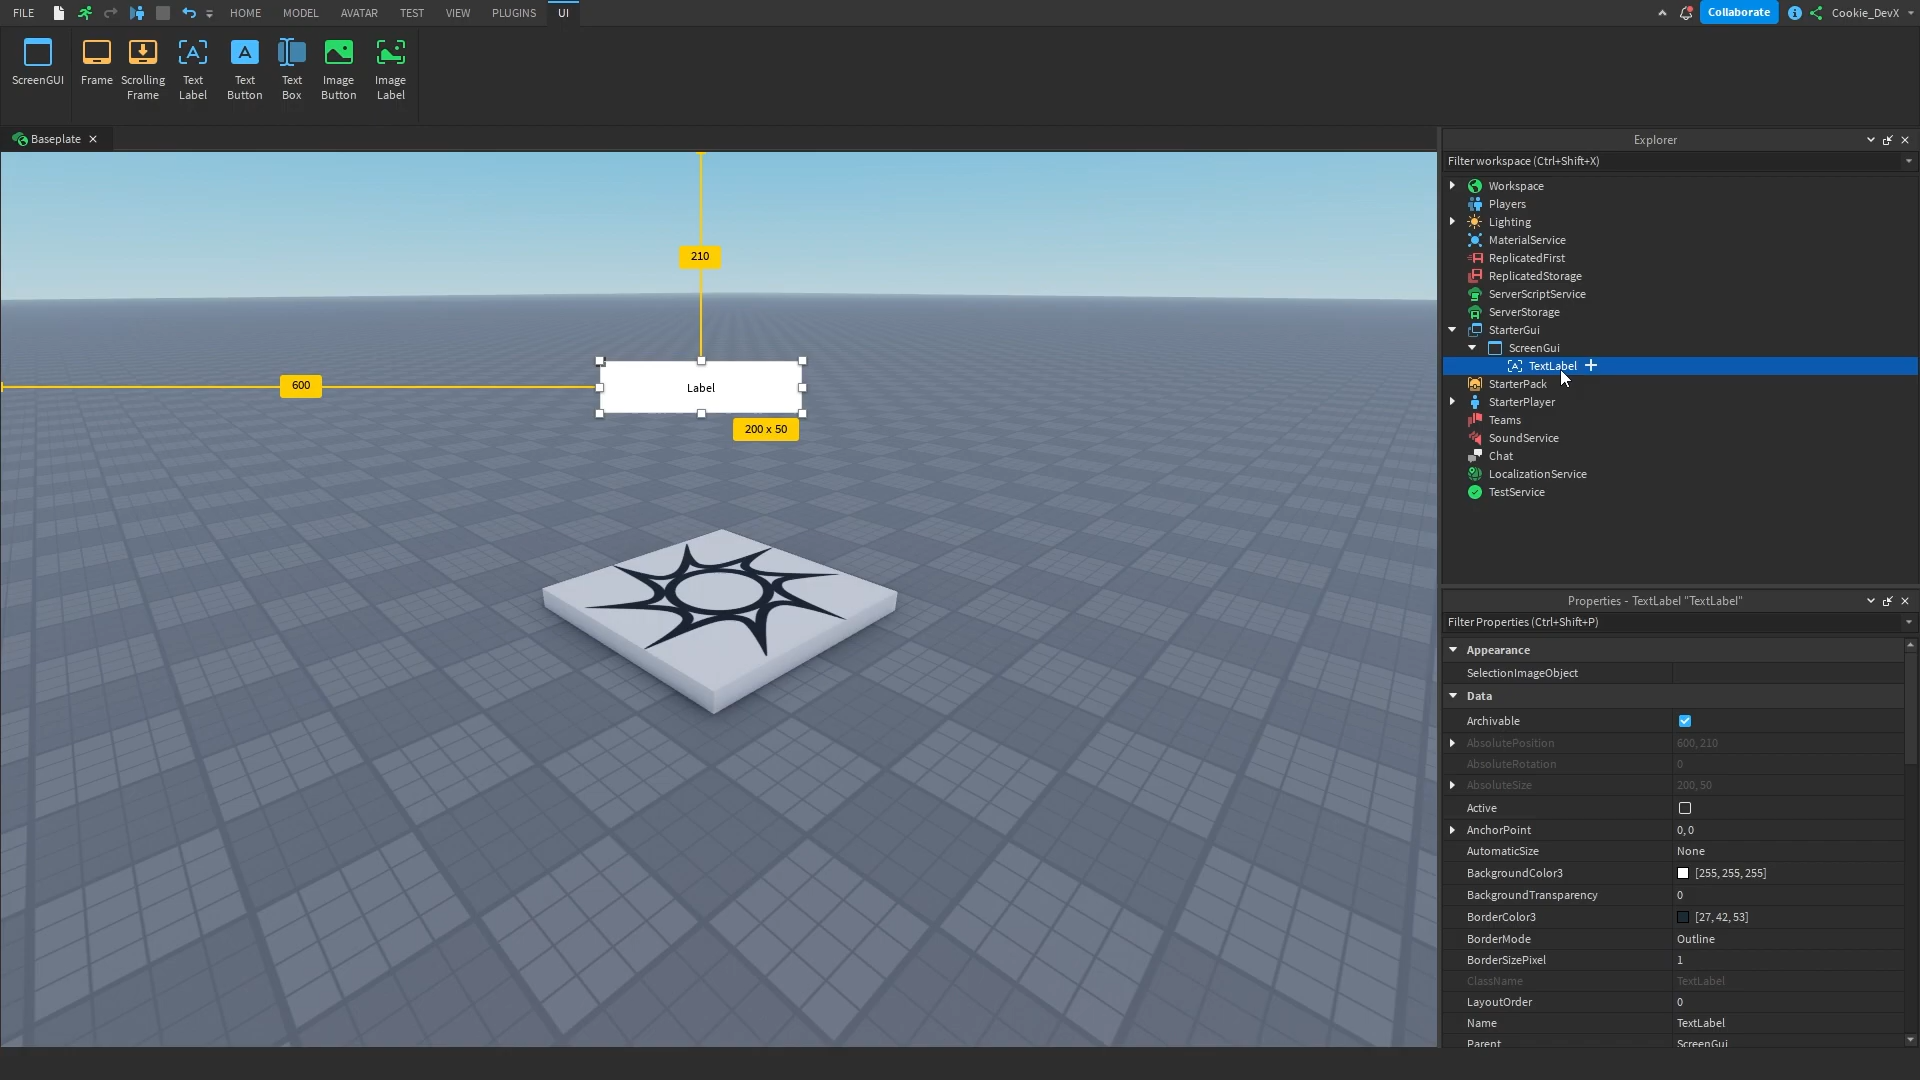 FILE HOME MODEL AVATAR TEST VIEW PLUGINS UI Collaborate Cookie_DevX
ScreenGUI Frame Scrolling Frame Text Label Text Button Text Box Image Button Image Label
Baseplate
Explorer
Filter workspace (Ctrl+Shift+X)
Workspace
Players
Lighting
MaterialService
ReplicatedFirst
ReplicatedStorage
ServerScriptService
ServerStorage
StarterGui
ScreenGui
TextLabel
StarterPack
StarterPlayer
Teams
SoundService
Chat
LocalizationService
TestService
210
600
Label
200 x 50
Properties - TextLabel "TextLabel"
Filter Properties (Ctrl+Shift+P)
Appearance
SelectionImageObject
Data
Archivable
AbsolutePosition 600, 210
AbsoluteRotation 0
AbsoluteSize 200, 50
Active
AnchorPoint 0, 0
AutomaticSize None
BackgroundColor3 [255, 255, 255]
BackgroundTransparency 0
BorderColor3 [27, 42, 53]
BorderMode Outline
BorderSizePixel 1
ClassName TextLabel
LayoutOrder 0
Name TextLabel
Parent ScreenGui